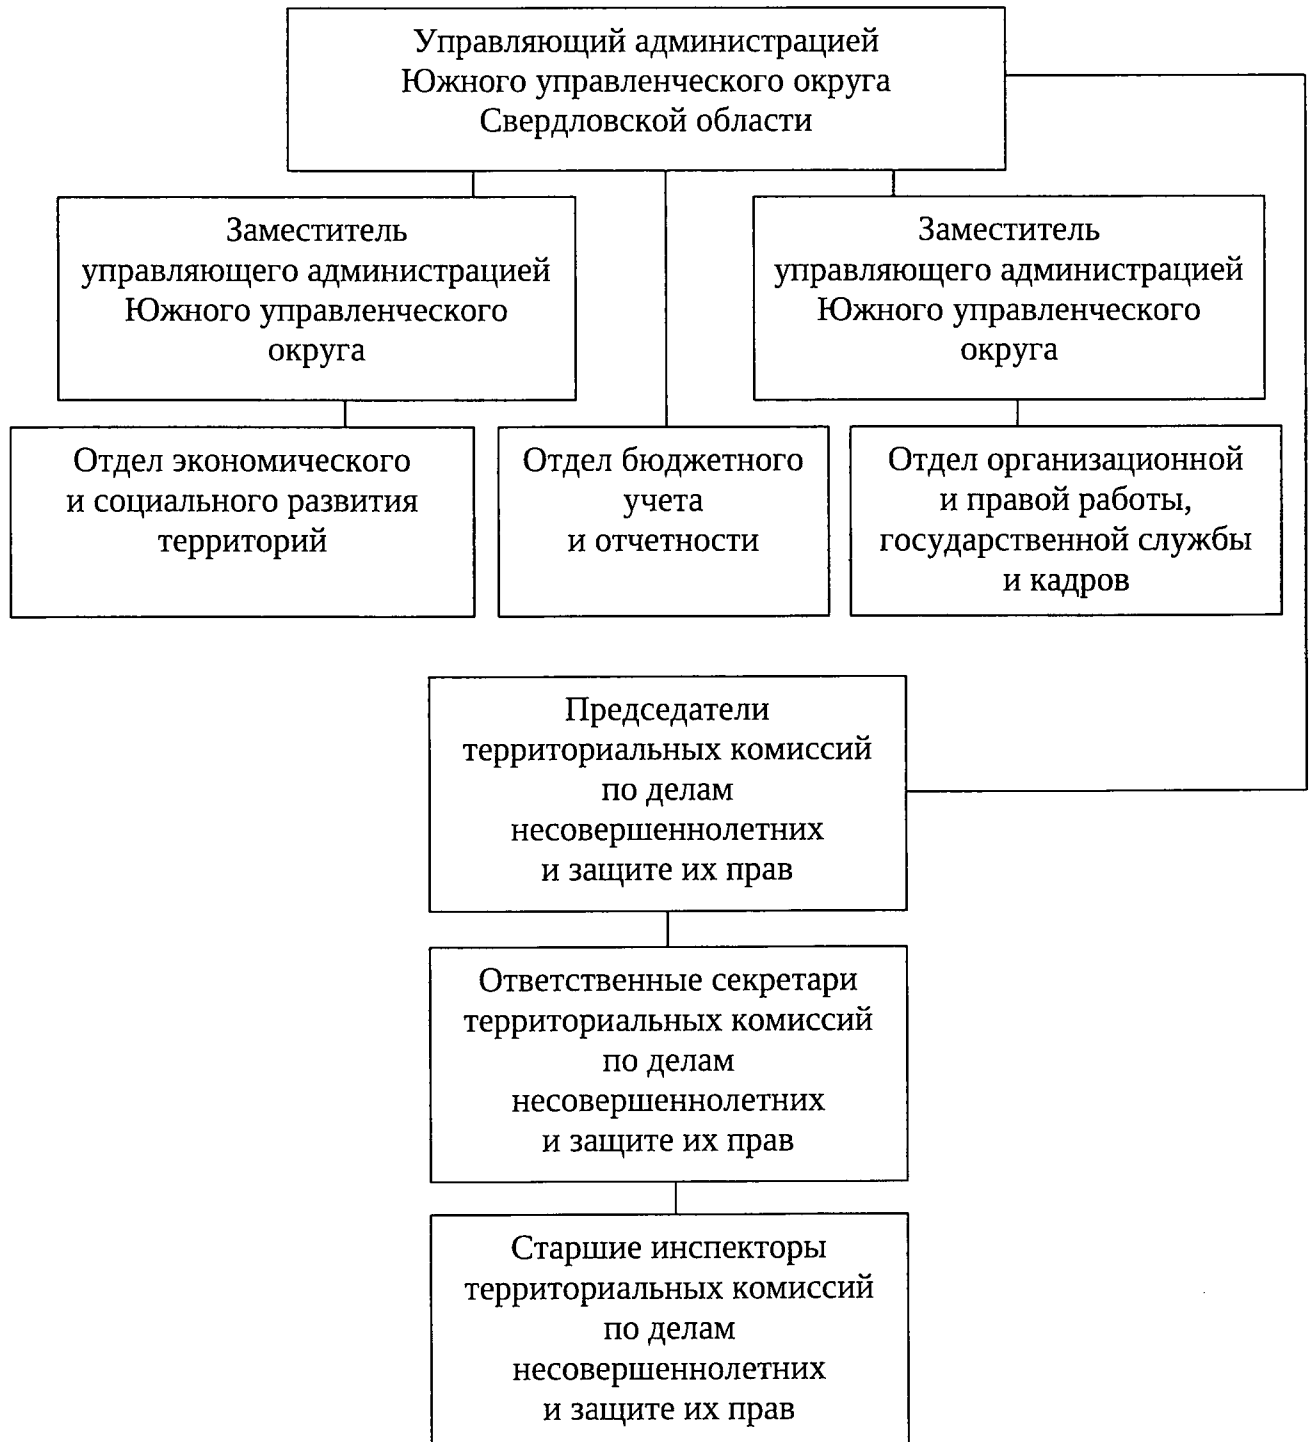 Управляющий администрацией
Южного управленческого округа
Свердловской области
Заместитель
управляющего администрацией
Южного управленческого
округа
Заместитель
управляющего администрацией
Южного управленческого
округа
Отдел экономического
и социального развития
территорий
Отдел бюджетного
учета
и отчетности
Отдел организационной
и правой работы,
государственной службы
и кадров
Председатели
территориальных комиссий
по делам
несовершеннолетних
и защите их прав
Ответственные секретари
территориальных комиссий
по делам
несовершеннолетних
и защите их прав
Старшие инспекторы
территориальных комиссий
по делам
несовершеннолетних
и защите их прав